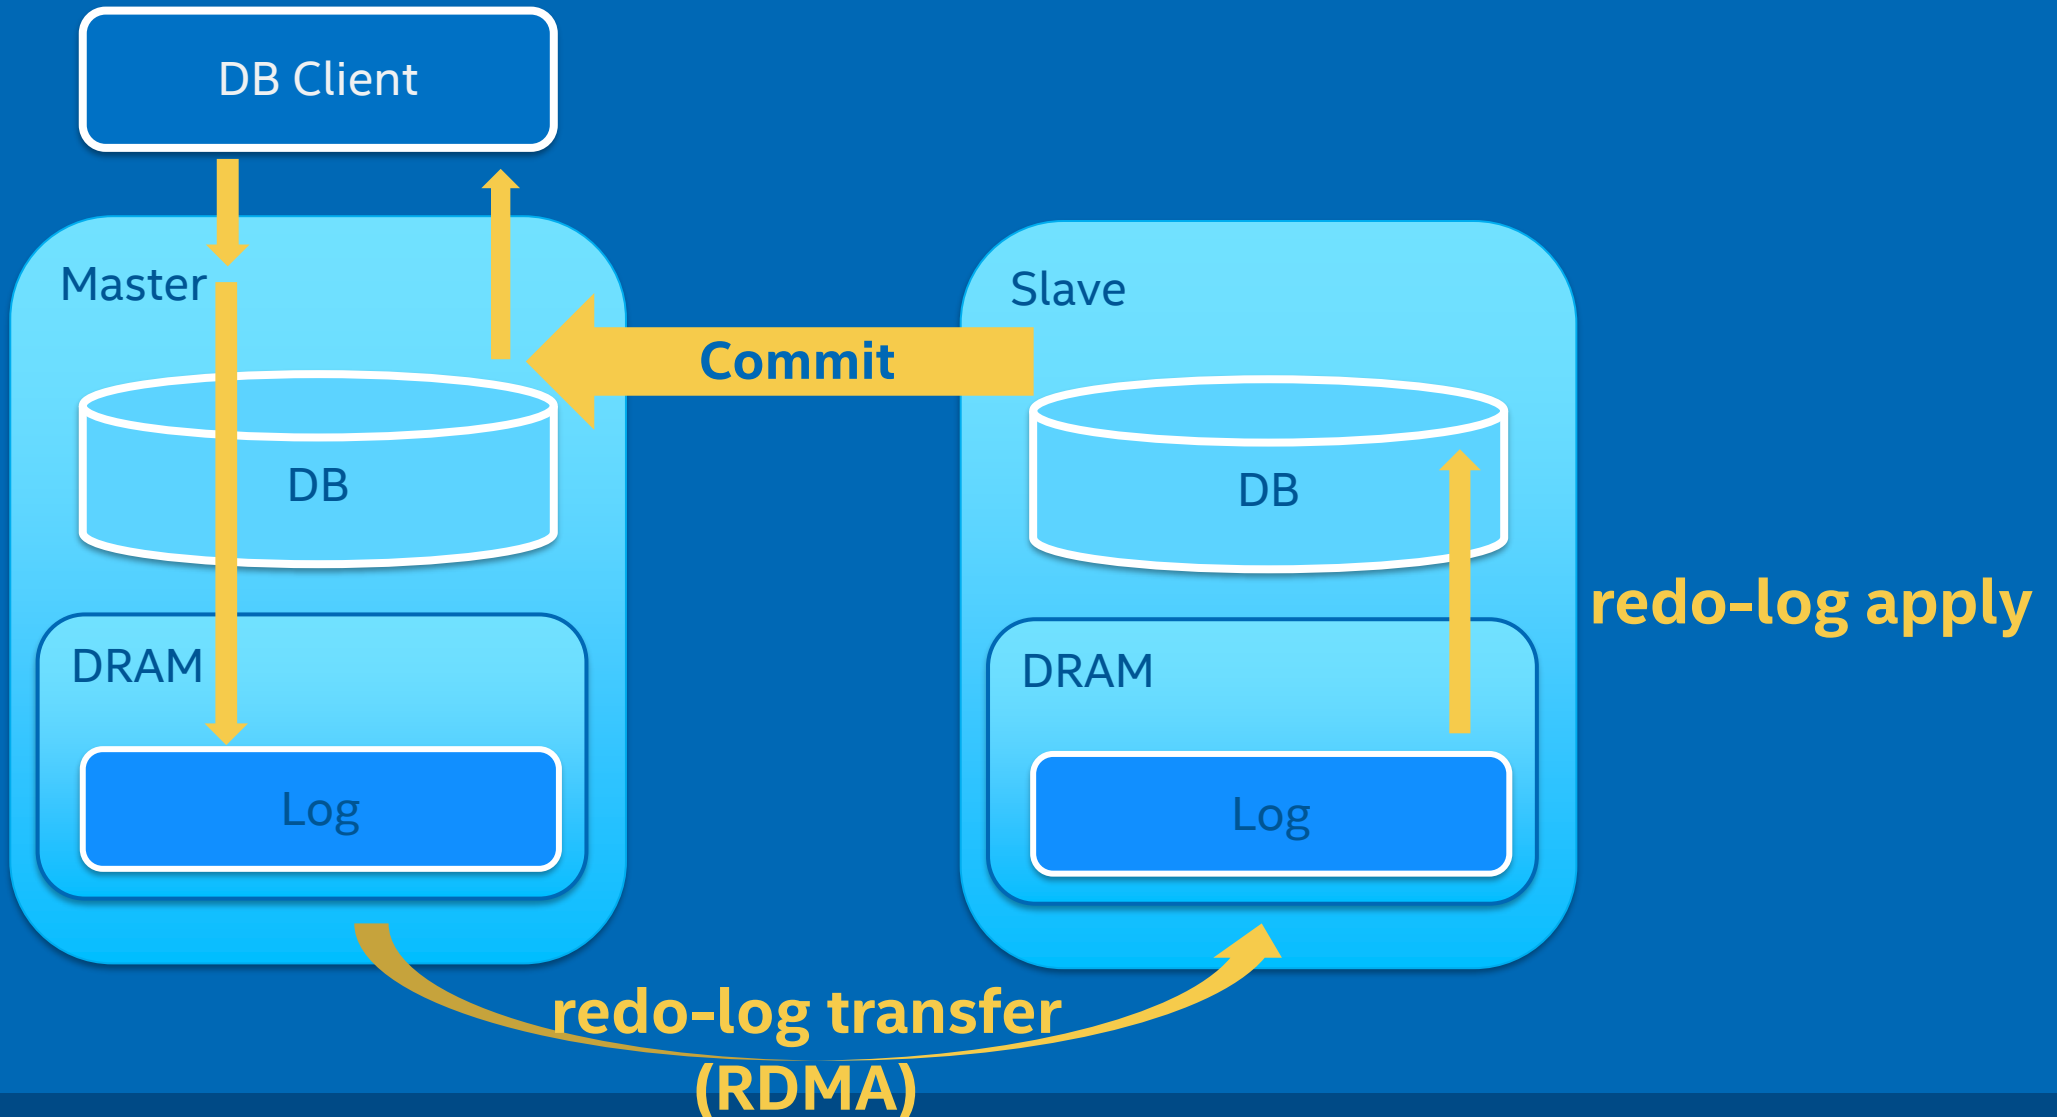 DB Client
Master
Slave
Commit
DB
DB
redo-log apply
DRAM
DRAM
Log
Log
redo-log transfer
(RDMA)